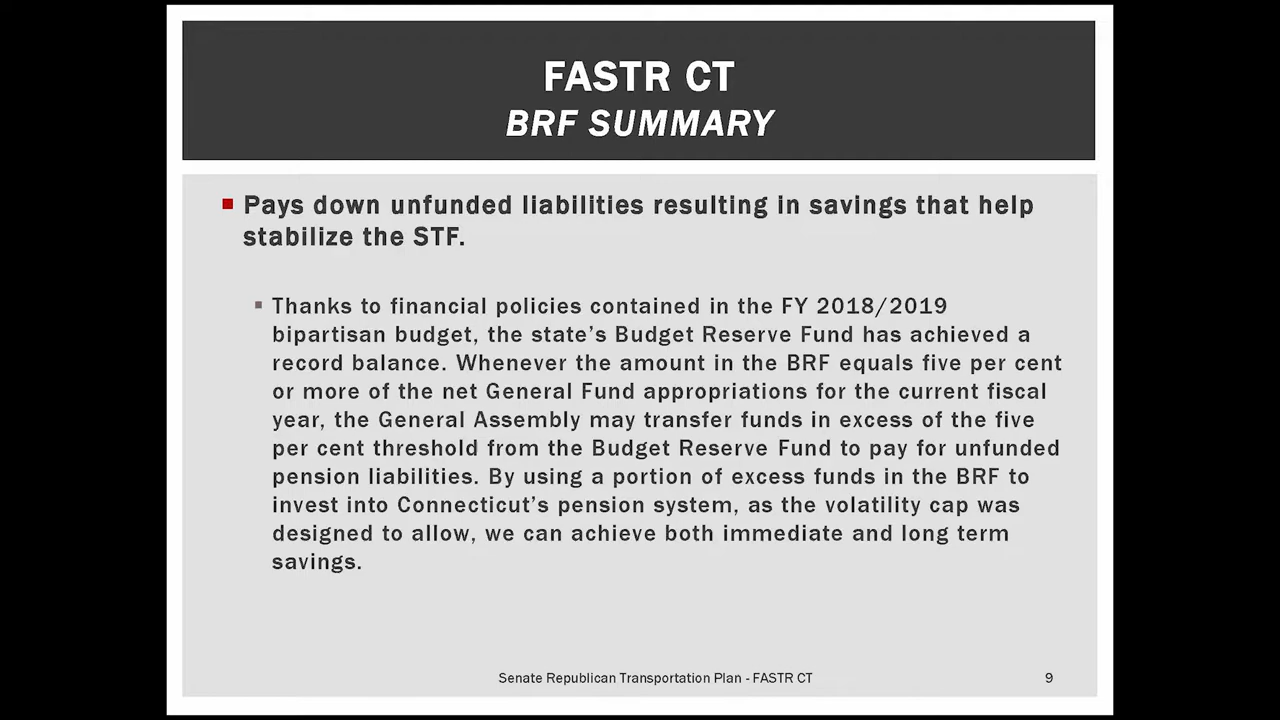 FASTR CT
BRF SUMMARY
Pays down unfunded liabilities resulting in savings that help
stabilize the STF.
Thanks to financial policies contained in the FY 2018/2019
bipartisan budget, the state's Budget Reserve Fund has achieved a
record balance. Whenever the amount in the BRF equals five per cent
or more of the net General Fund appropriations for the current fiscal
year, the General Assembly may transfer funds in excess of the five
per cent threshold from the Budget Reserve Fund to pay for unfunded
pension liabilities. By using a portion of excess funds in the BRF to
invest into Connecticut's pension system, as the volatility cap was
designed to allow, we can achieve both immediate and long term
savings.
Senate Republican Transportation Plan - FASTR CT 9